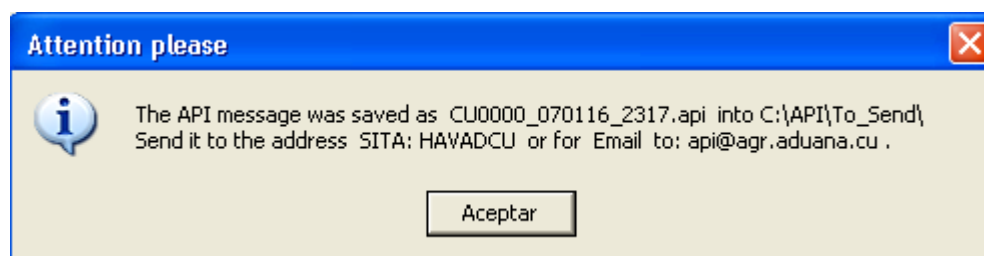 Attention please
The API message was saved as CU0000_070116_2317.api into C:\API\To_Send\
Send it to the address SITA: HAVADCU or for Email to: api@agr.aduana.cu .
Aceptar